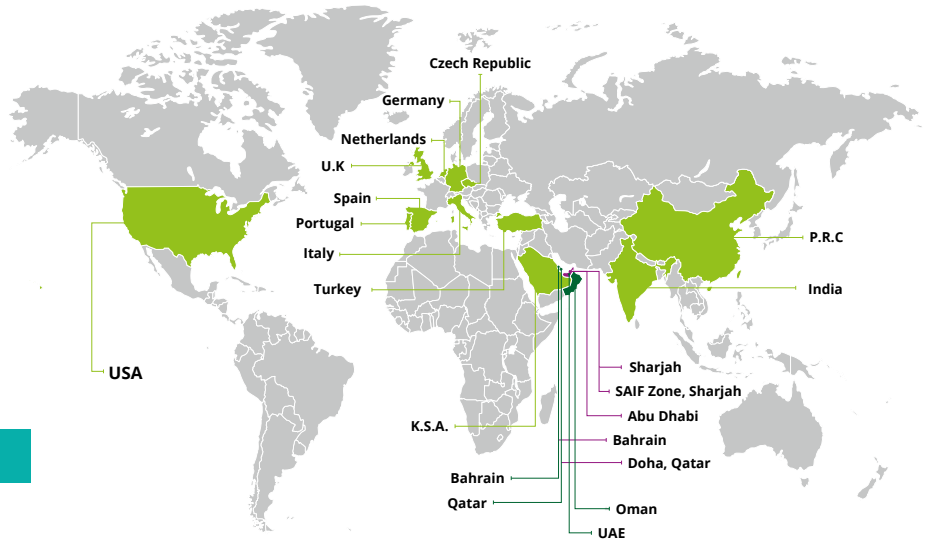 Czech Republic
Germany
Netherlands
U.K
Spain
Portugal
P.R.C
Italy
Turkey
India
Sharjah
USA
SAIF Zone, Sharjah
Abu Dhabi
K.S.A.
Bahrain
Doha, Qatar
Bahrain
Qatar
Oman
UAE